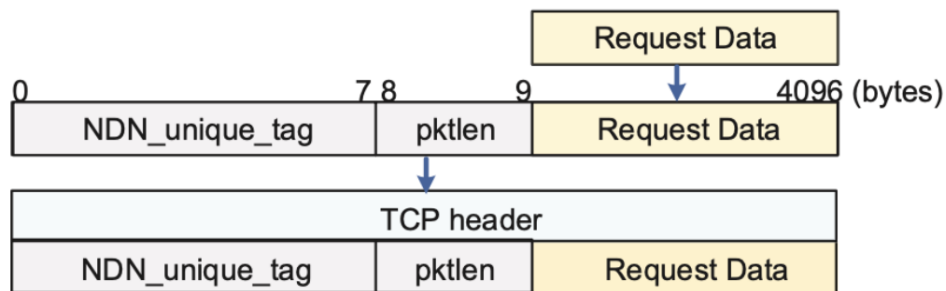 Request Data
0 7 8 9 4096 (bytes)
NDN_unique_tag pktlen Request Data
TCP header
NDN_unique_tag pktlen Request Data